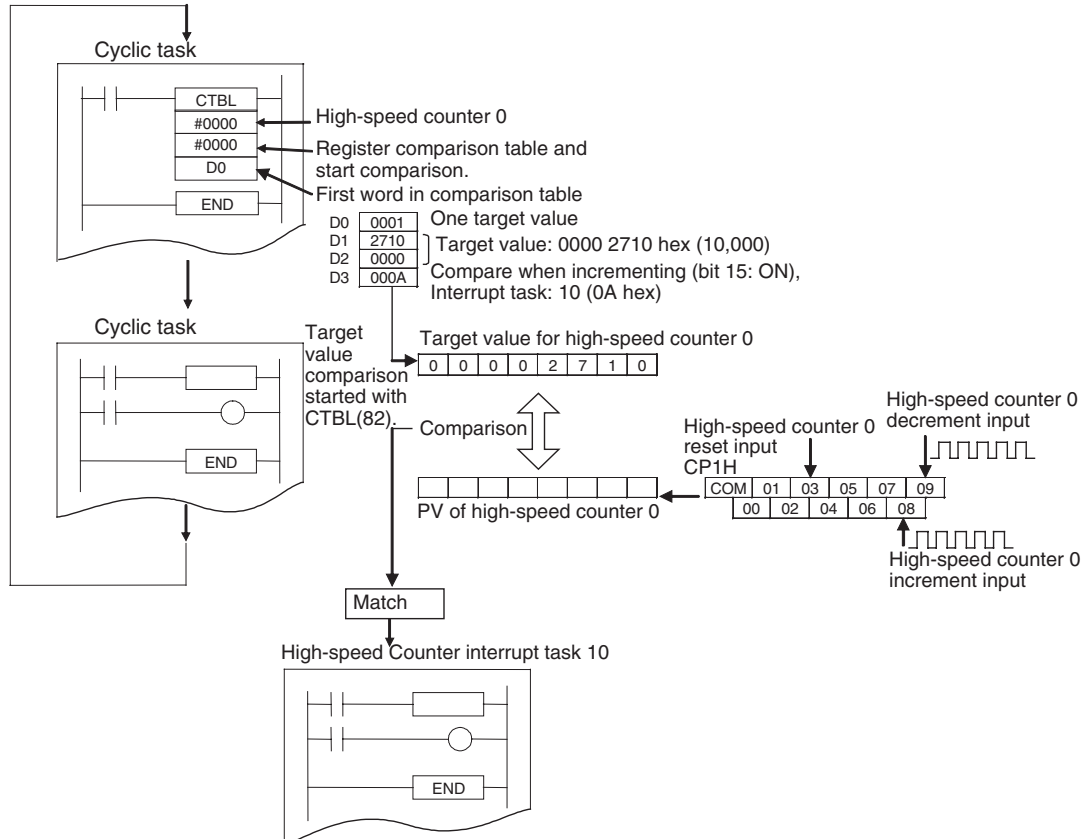 Cyclic task
CTBL
#0000
High-speed counter 0
#0000
Register comparison table and
start comparison.
D0
First word in comparison table
END
D0 0001 One target value
D1 2710
D2 0000
Target value: 0000 2710 hex (10,000)
D3 000A
Compare when incrementing (bit 15: ON),
Interrupt task: 10 (0A hex)
Cyclic task
END
Target
value
comparison
started with
CTBL(82).
Target value for high-speed counter 0
0 0 0 0 2 7 1 0
Comparison
PV of high-speed counter 0
High-speed counter 0
reset input
CP1H
High-speed counter 0
decrement input
COM 01 03 05 07 09
00 02 04 06 08
High-speed counter 0
increment input
Match
High-speed Counter interrupt task 10
END